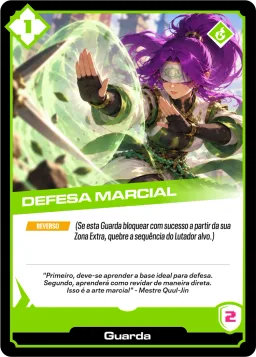 1
DEFESA MARCIAL
REVERSO (Se esta Guarda bloquear com sucesso a partir da sua
Zona Extra, quebre a sequência do Lutador alvo.)
"Primeiro, deve-se aprender a base ideal para defesa.
Segundo, aprenderá como revidar de maneira direta.
Isso é a arte marcial" - Mestre Quui-Jin
2
Guarda